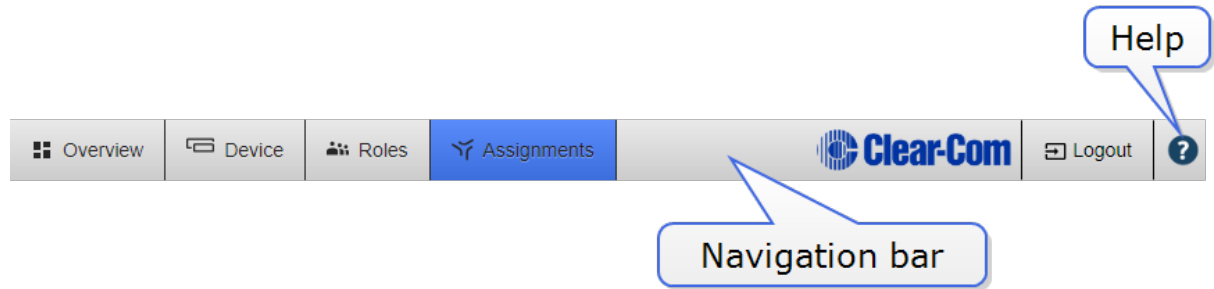 Help
Overview Device Roles Assignments Clear-Com Logout ?
Navigation bar